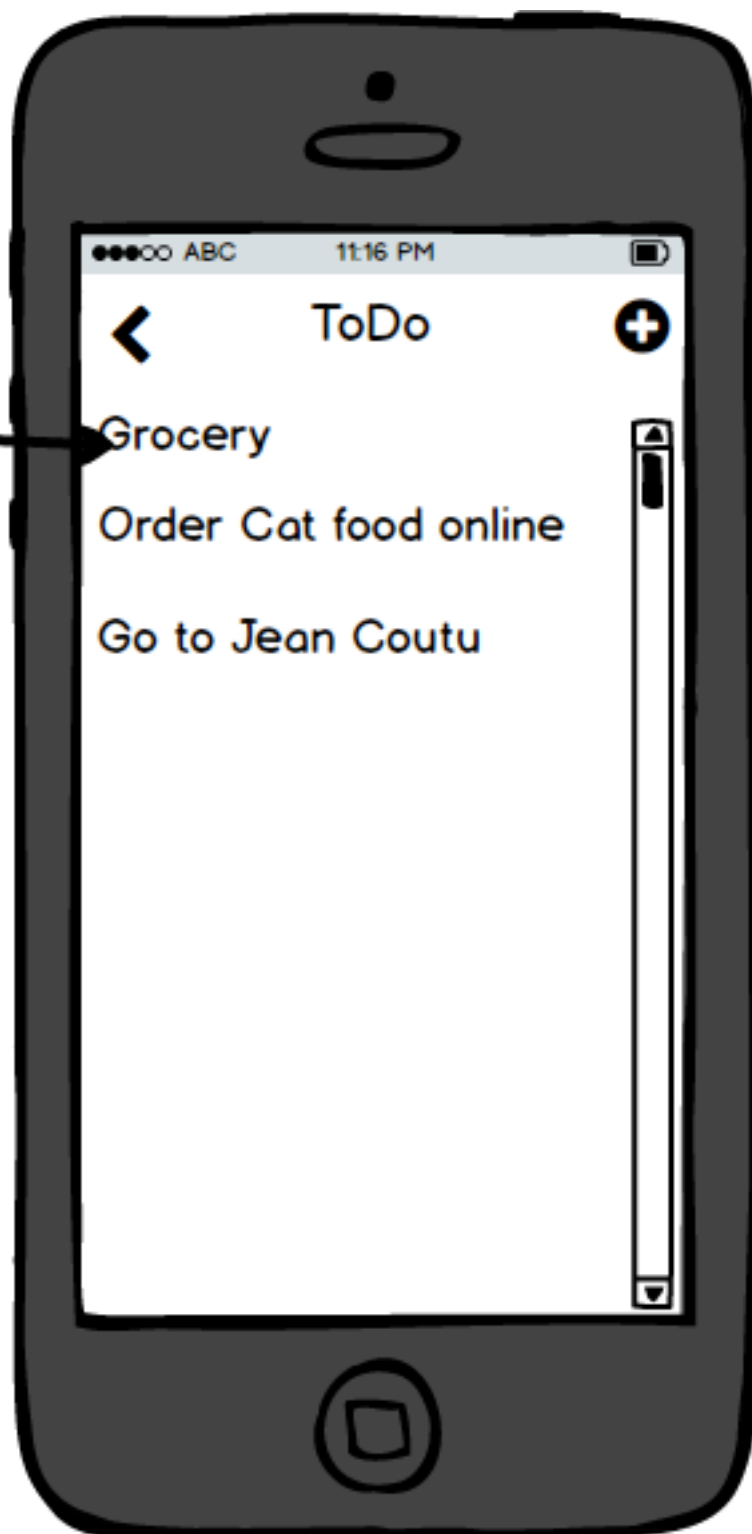 ABC 11:16 PM
ToDo
Grocery
Order Cat food online
Go to Jean Coutu